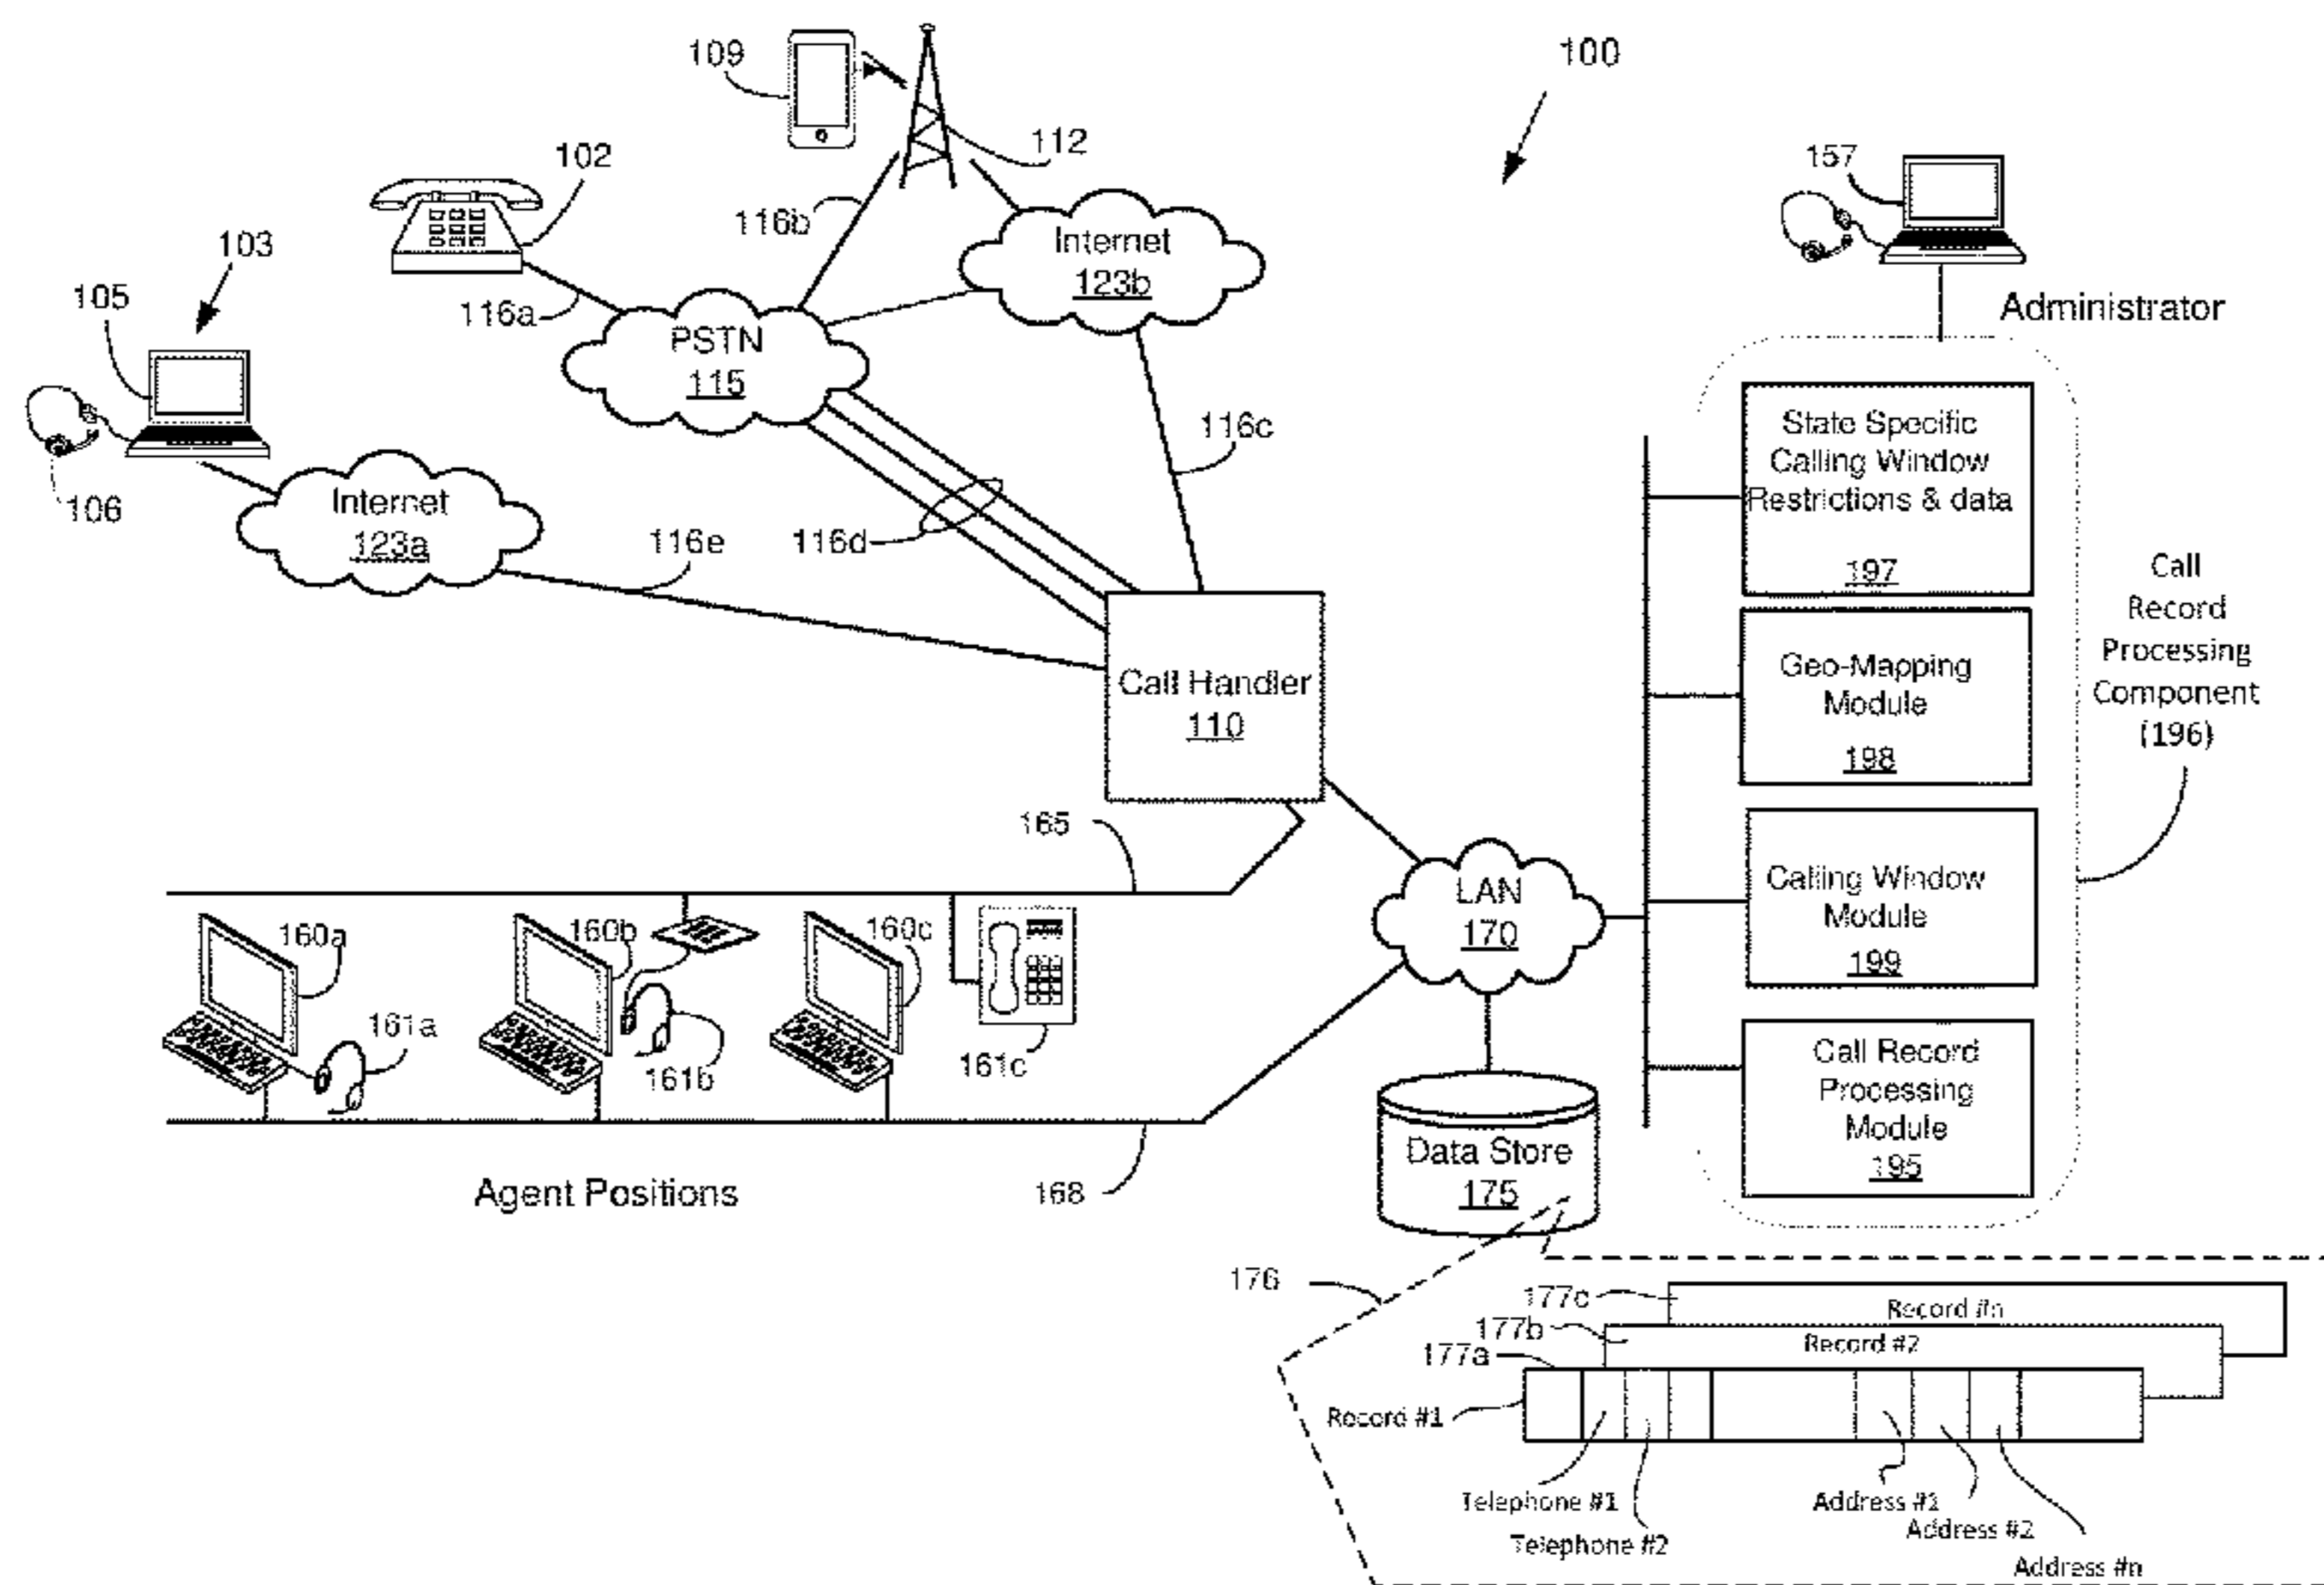 109
100
112
102
157
116b
103
Internet
123b
105
116a
Administrator
PSTN
115
State Specific
Calling Window
Restrictions & data
197
116c
106
Internet
123a
116e
116d
Call
Record
Processing
Component
(196)
Call Handler
110
Geo-Mapping
Module
198
165
LAN
170
Calling Window
Module
199
160a
160b
160c
161a
161b
161c
Call Record
Processing
Module
195
Data Store
175
Agent Positions
168
176
177c
Record #n
177b
Record #2
177a
Record #1
Telephone #1
Address #1
Telephone #2
Address #2
Address #n